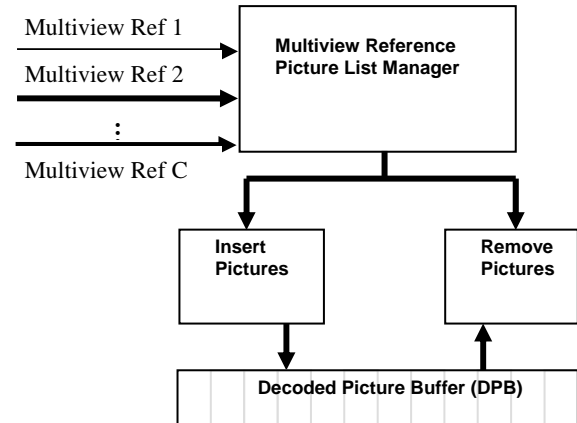 Multiview Ref 1
Multiview Reference
Picture List Manager
Multiview Ref 2
⋮
Multiview Ref C
Insert
Pictures
Remove
Pictures
Decoded Picture Buffer (DPB)